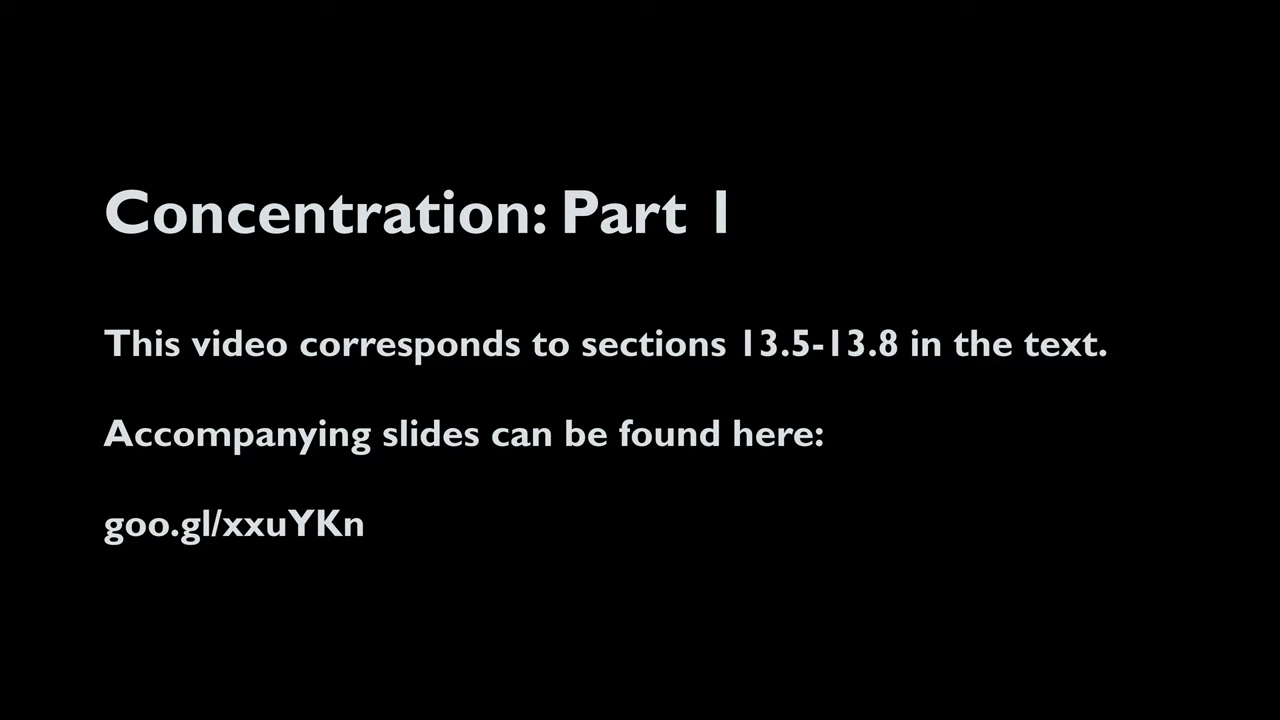 Concentration: Part 1
This video corresponds to sections 13.5-13.8 in the text.
Accompanying slides can be found here:
goo.gl/xxuYKn